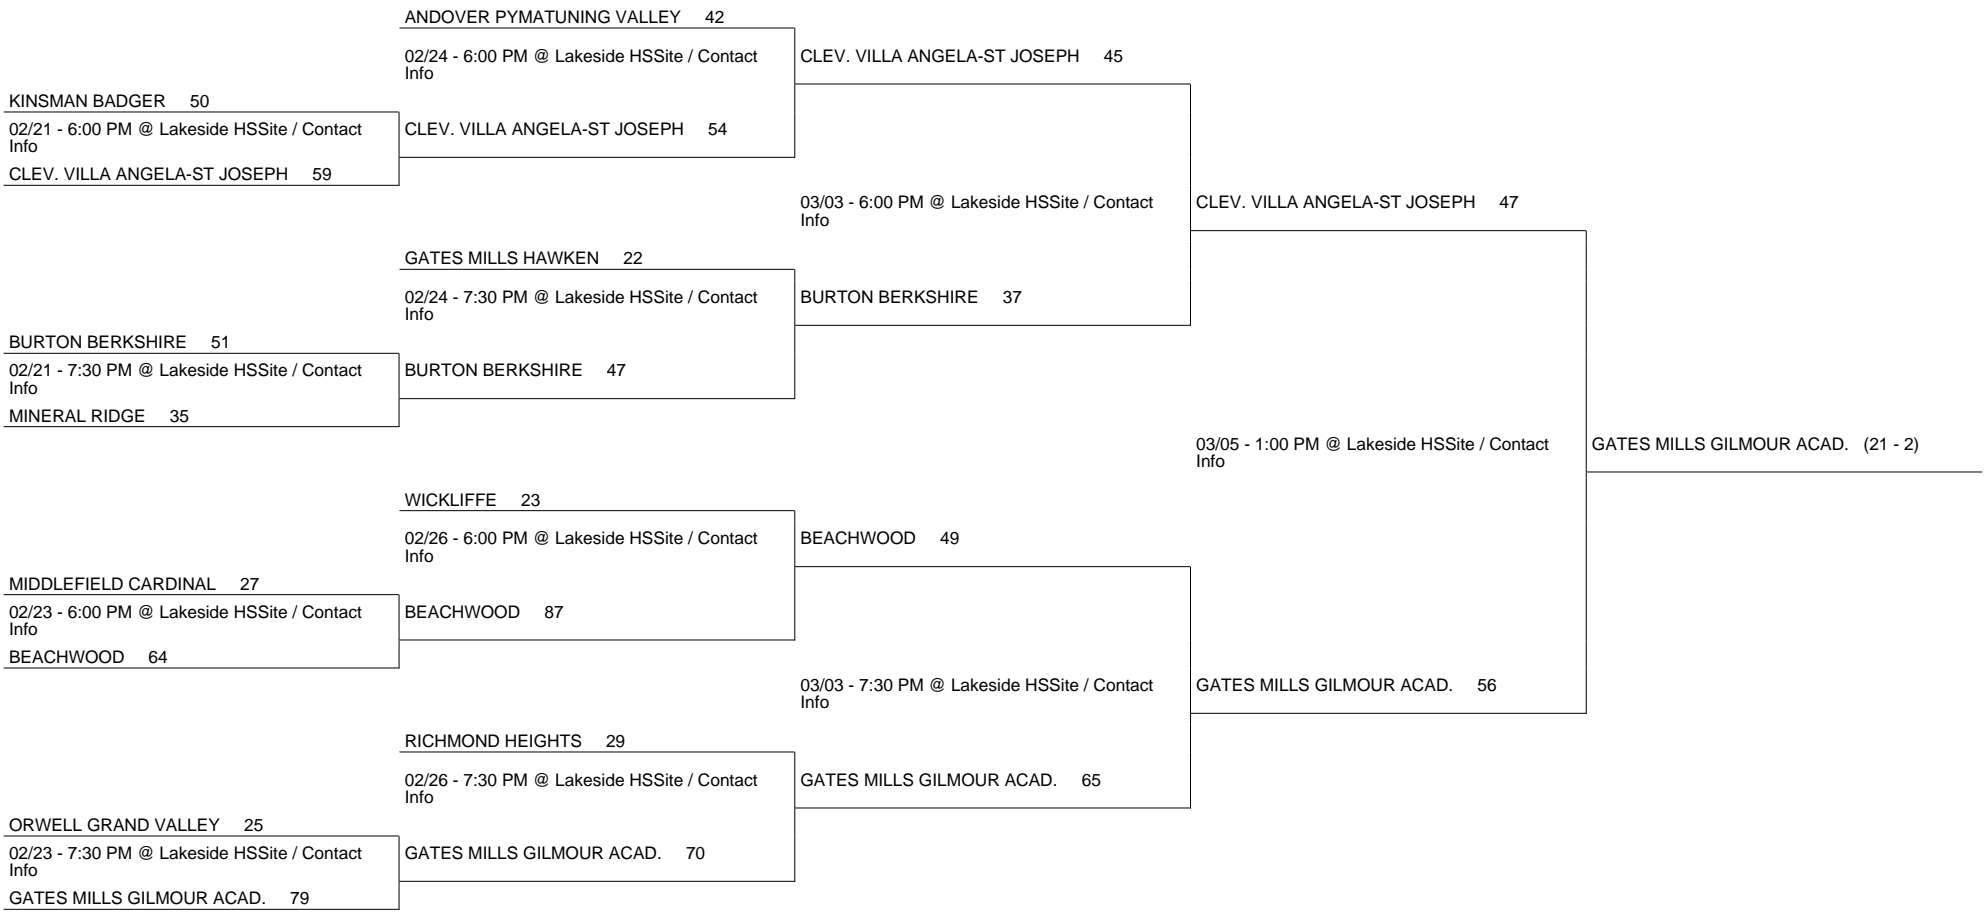 ANDOVER PYMATUNING VALLEY 42
02/24 - 6:00 PM @ Lakeside HSSite / Contact
Info
CLEV. VILLA ANGELA-ST JOSEPH 45
KINSMAN BADGER 50
02/21 - 6:00 PM @ Lakeside HSSite / Contact
Info
CLEV. VILLA ANGELA-ST JOSEPH 54
CLEV. VILLA ANGELA-ST JOSEPH 59
03/03 - 6:00 PM @ Lakeside HSSite / Contact
Info
CLEV. VILLA ANGELA-ST JOSEPH 47
GATES MILLS HAWKEN 22
02/24 - 7:30 PM @ Lakeside HSSite / Contact
Info
BURTON BERKSHIRE 37
BURTON BERKSHIRE 51
02/21 - 7:30 PM @ Lakeside HSSite / Contact
Info
BURTON BERKSHIRE 47
MINERAL RIDGE 35
03/05 - 1:00 PM @ Lakeside HSSite / Contact
Info
GATES MILLS GILMOUR ACAD. (21 - 2)
WICKLIFFE 23
02/26 - 6:00 PM @ Lakeside HSSite / Contact
Info
BEACHWOOD 49
MIDDLEFIELD CARDINAL 27
02/23 - 6:00 PM @ Lakeside HSSite / Contact
Info
BEACHWOOD 87
BEACHWOOD 64
03/03 - 7:30 PM @ Lakeside HSSite / Contact
Info
GATES MILLS GILMOUR ACAD. 56
RICHMOND HEIGHTS 29
02/26 - 7:30 PM @ Lakeside HSSite / Contact
Info
GATES MILLS GILMOUR ACAD. 65
ORWELL GRAND VALLEY 25
02/23 - 7:30 PM @ Lakeside HSSite / Contact
Info
GATES MILLS GILMOUR ACAD. 70
GATES MILLS GILMOUR ACAD. 79